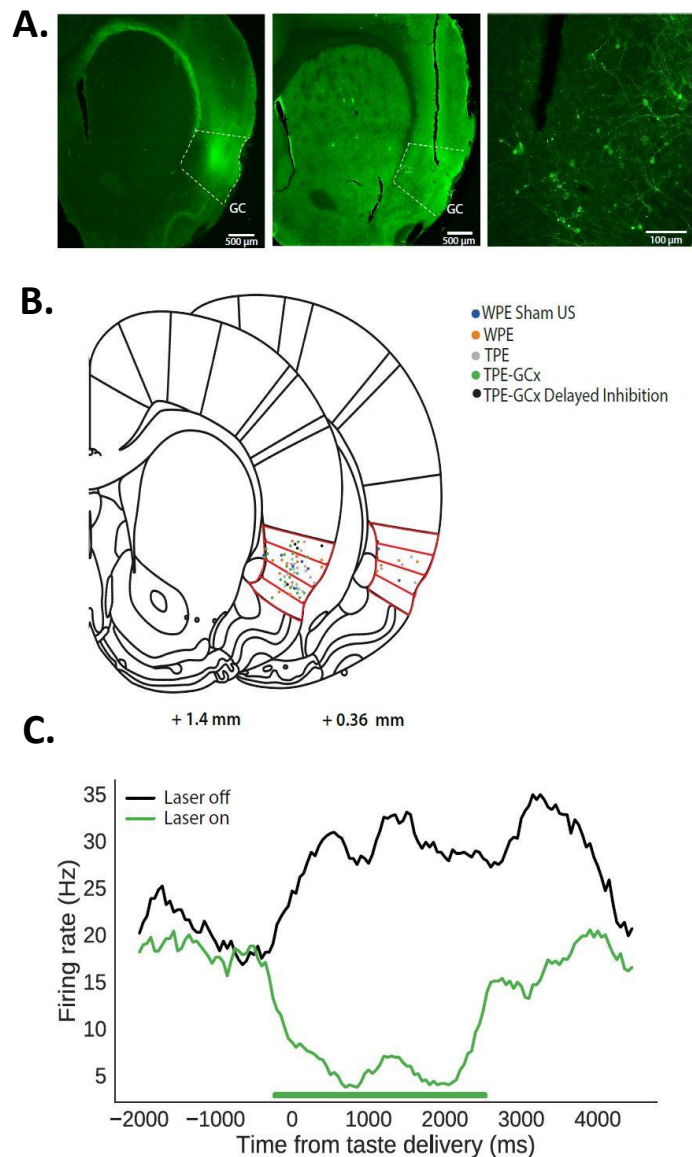 A.
GC
500 µm
GC
500 µm
100 µm
B.
WPE Sham US
WPE
TPE
TPE-GCx
TPE-GCx Delayed Inhibition
+ 1.4 mm
+ 0.36 mm
C.
Laser off
Laser on
35
30
25
20
15
10
5
Firing rate (Hz)
−2000 −1000 0 1000 2000 3000 4000
Time from taste delivery (ms)